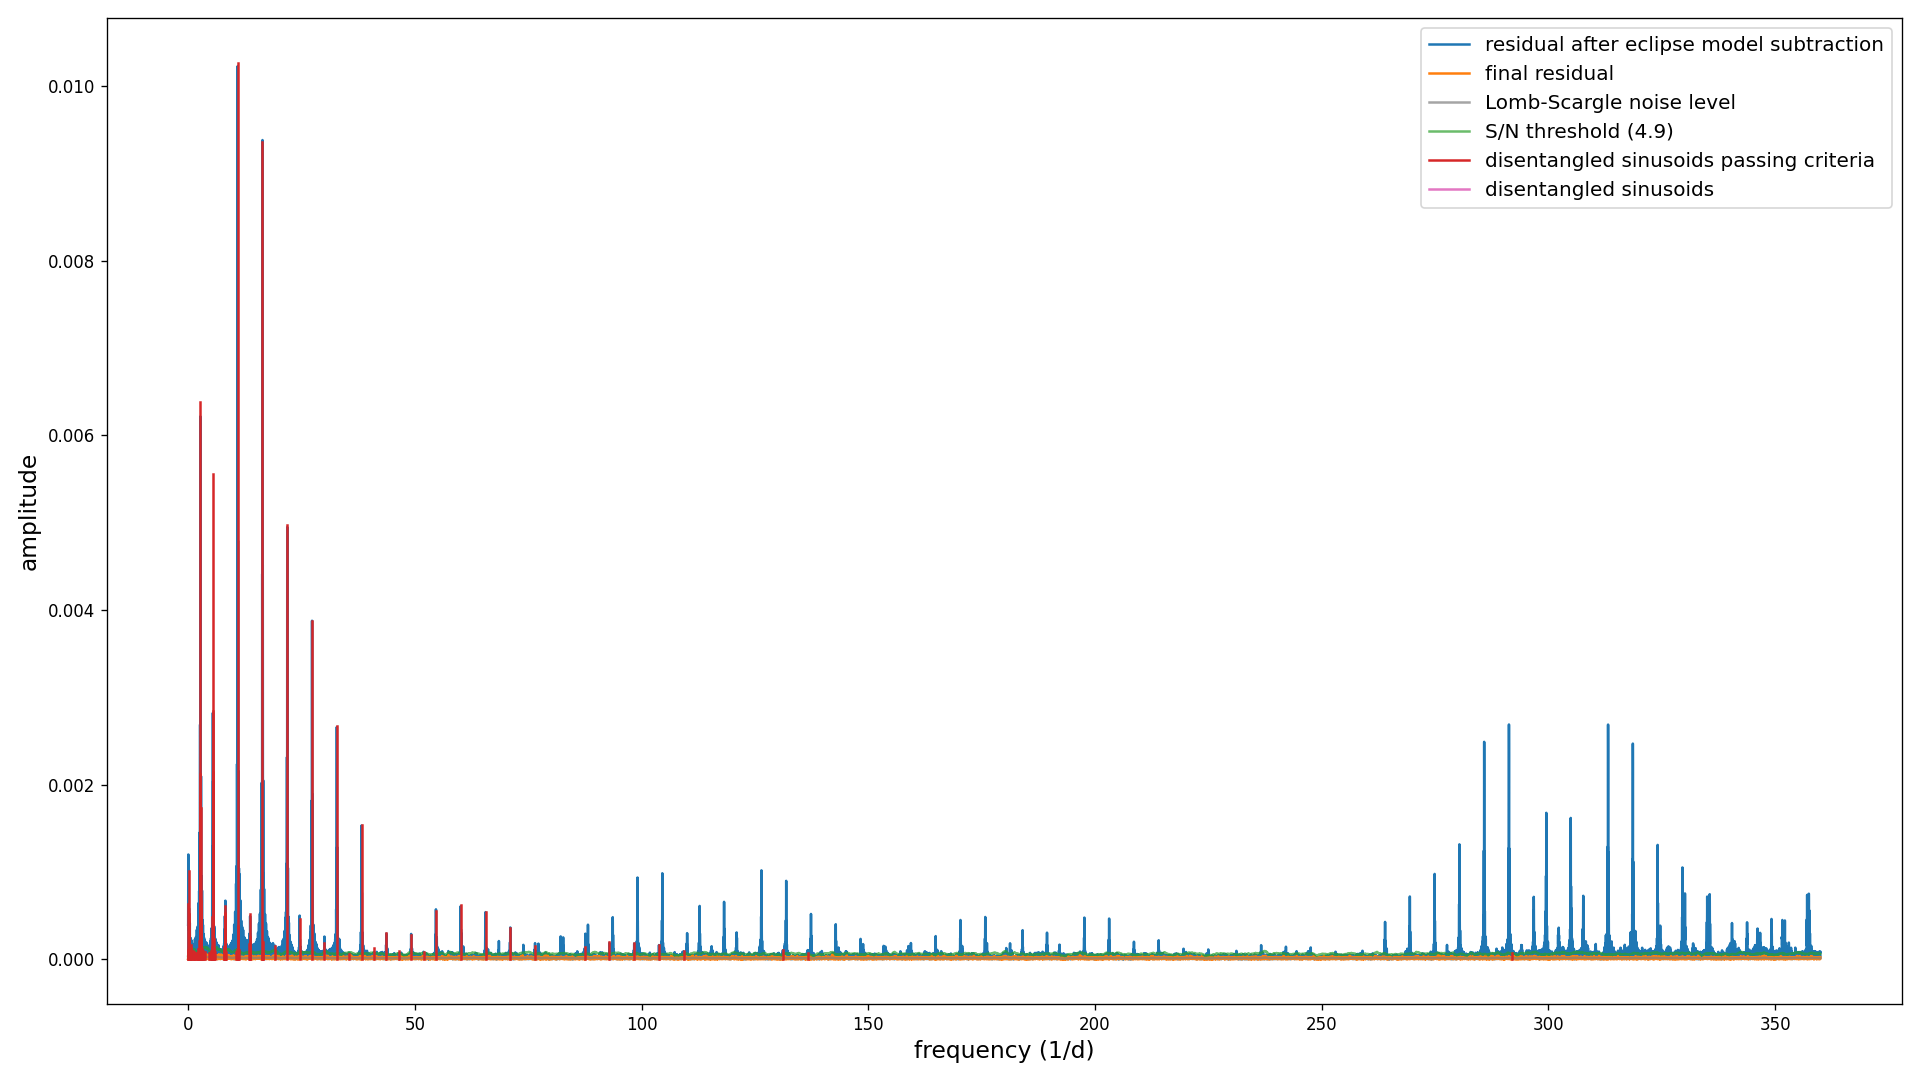 residual after eclipse model subtraction
final residual
Lomb-Scargle noise level
S/N threshold (4.9)
disentangled sinusoids passing criteria
disentangled sinusoids
0.010
0.008
0.006
0.004
0.002
0.000
amplitude
0 50 100 150 200 250 300 350
frequency (1/d)